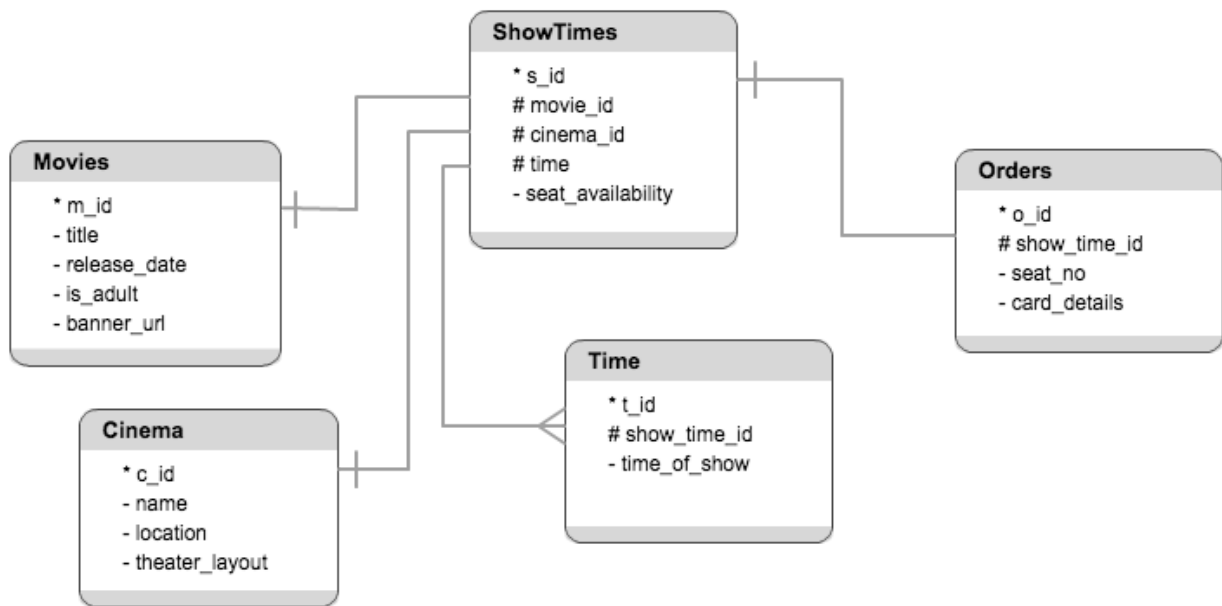 ShowTimes
* s_id
# movie_id
# cinema_id
# time
- seat_availability
Movies
* m_id
- title
- release_date
- is_adult
- banner_url
Orders
* o_id
# show_time_id
- seat_no
- card_details
Time
* t_id
# show_time_id
- time_of_show
Cinema
* c_id
- name
- location
- theater_layout